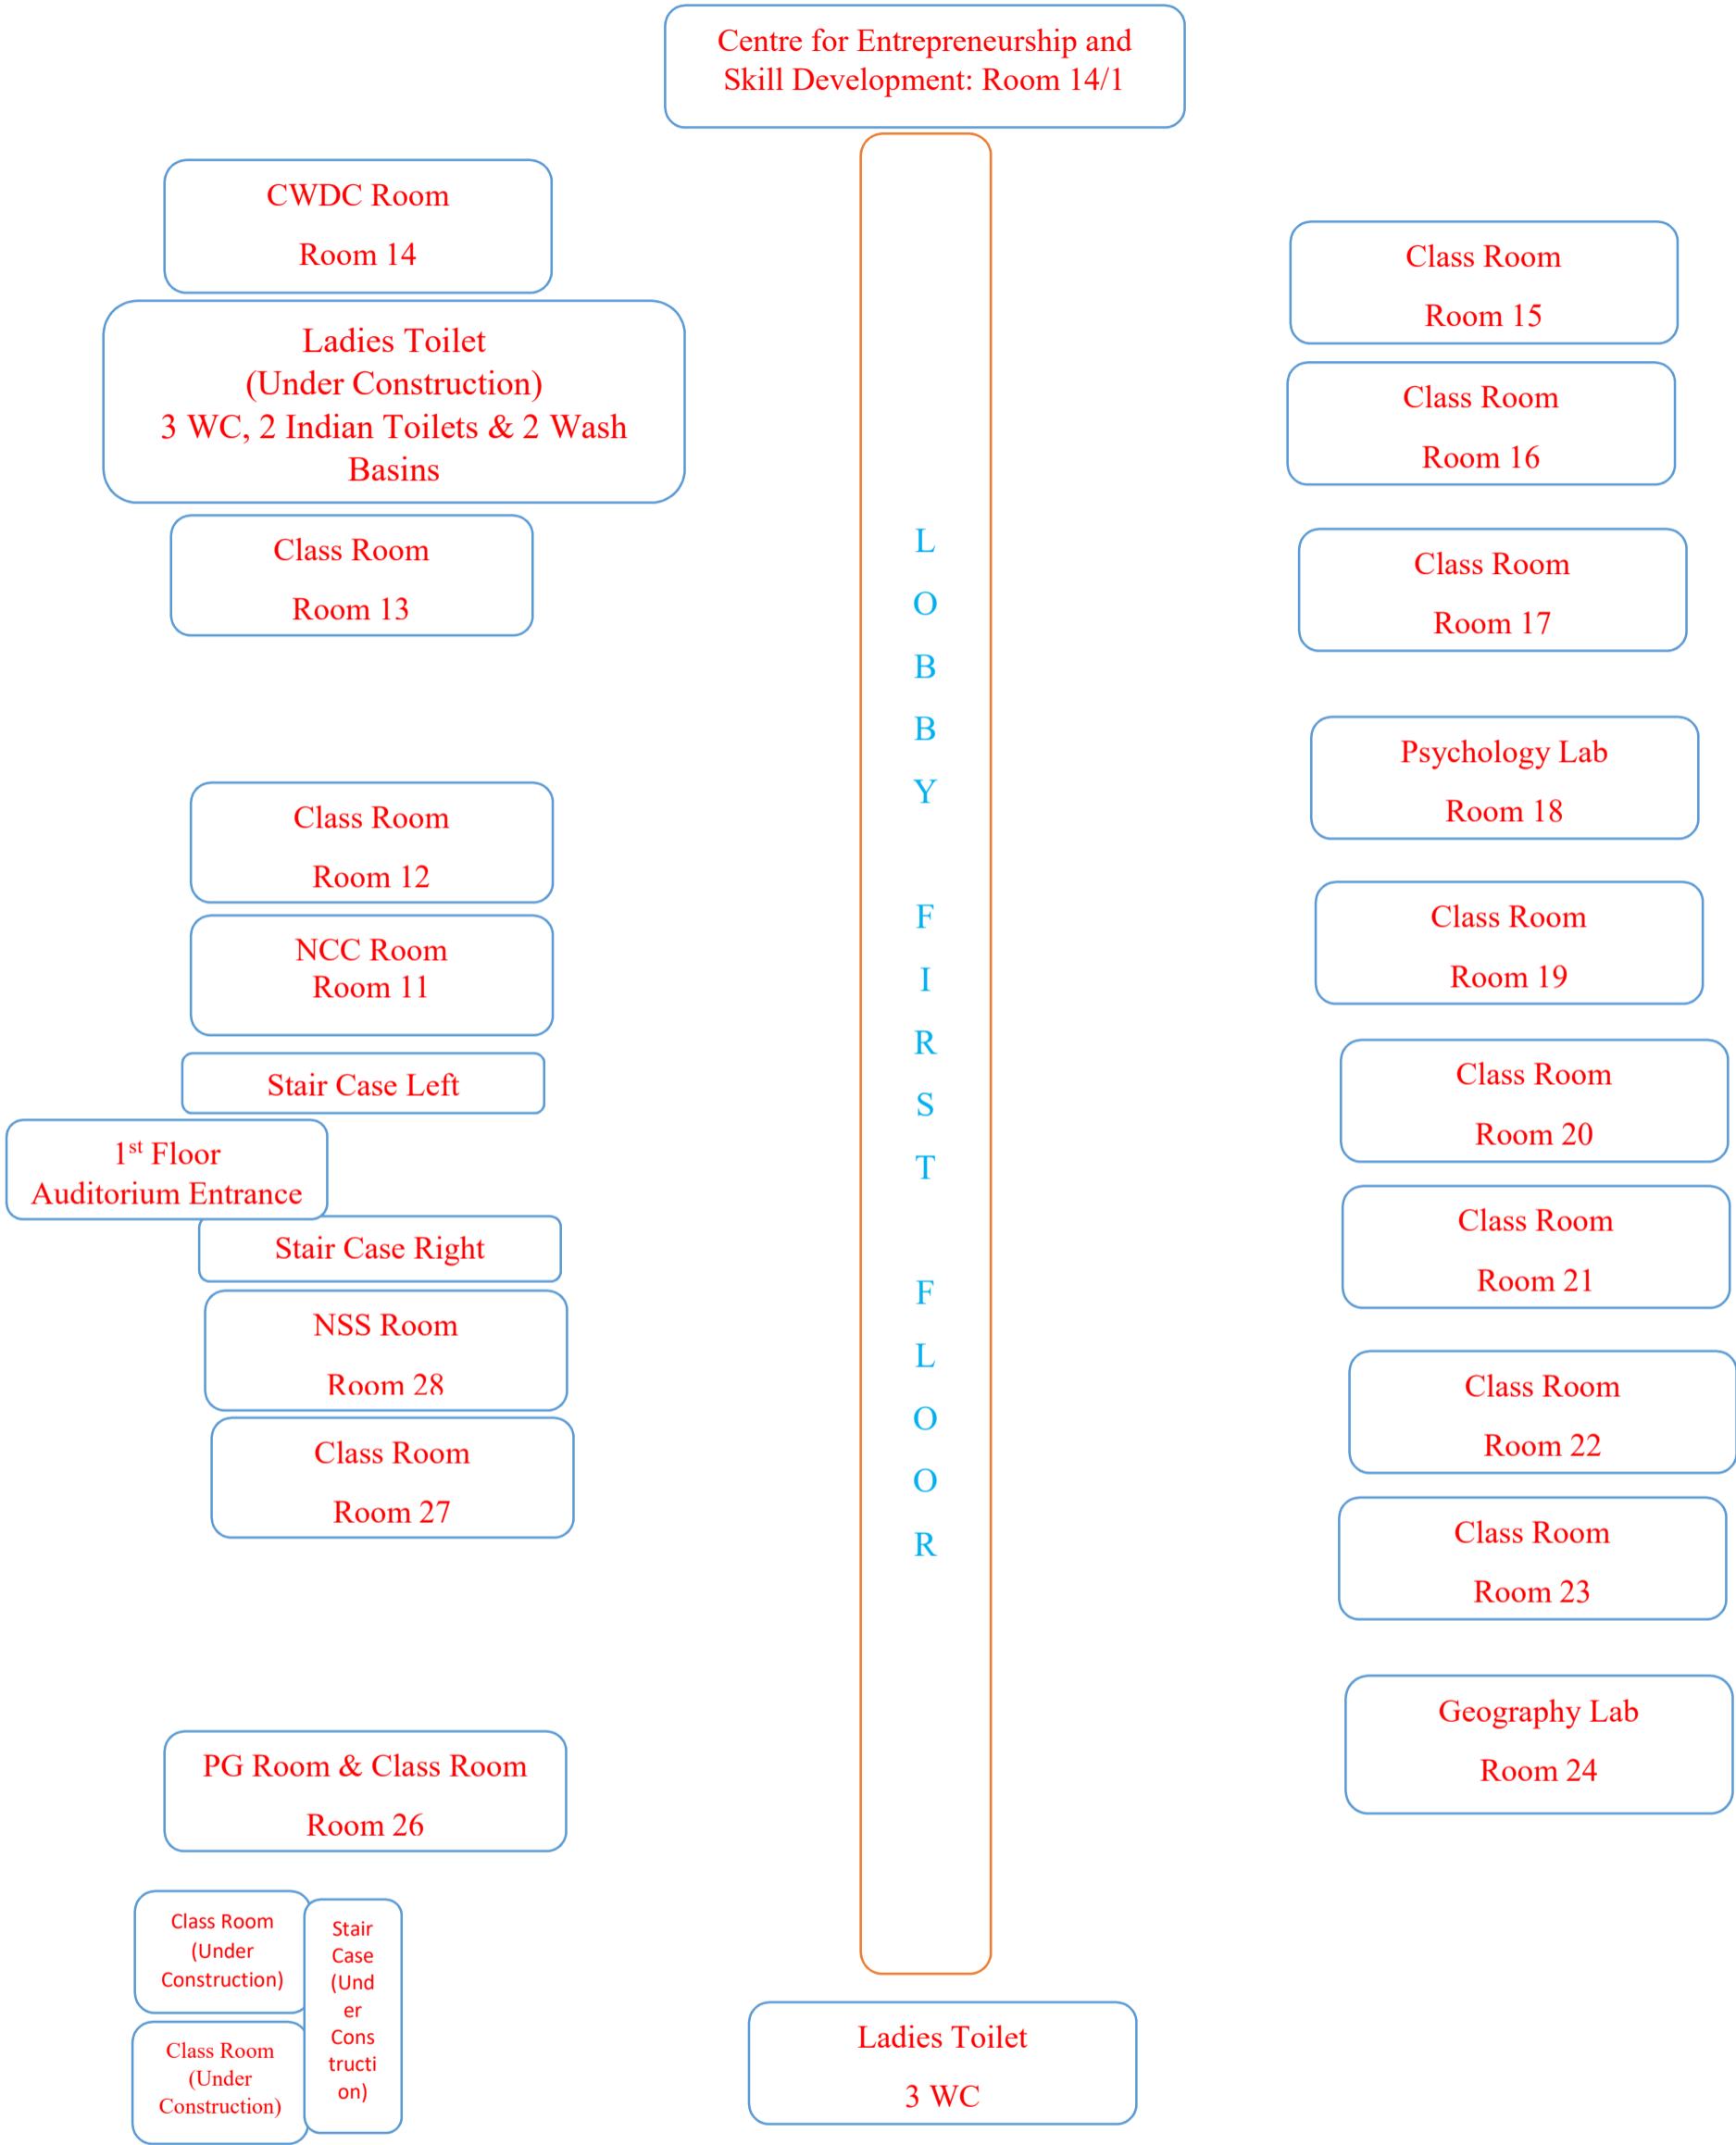 Centre for Entrepreneurship and
Skill Development: Room 14/1
CWDC Room
Room 14
Ladies Toilet
(Under Construction)
3 WC, 2 Indian Toilets & 2 Wash
Basins
Class Room
Room 13
Class Room
Room 12
NCC Room
Room 11
Stair Case Left
1st Floor
Auditorium Entrance
Stair Case Right
NSS Room
Room 28
Class Room
Room 27
PG Room & Class Room
Room 26
Class Room
(Under
Construction)
Class Room
(Under
Construction)
Stair
Case
(Und
er
Cons
tructi
on)
L
O
B
B
Y
F
I
R
S
T
F
L
O
O
R
Class Room
Room 15
Class Room
Room 16
Class Room
Room 17
Psychology Lab
Room 18
Class Room
Room 19
Class Room
Room 20
Class Room
Room 21
Class Room
Room 22
Class Room
Room 23
Geography Lab
Room 24
Ladies Toilet
3 WC